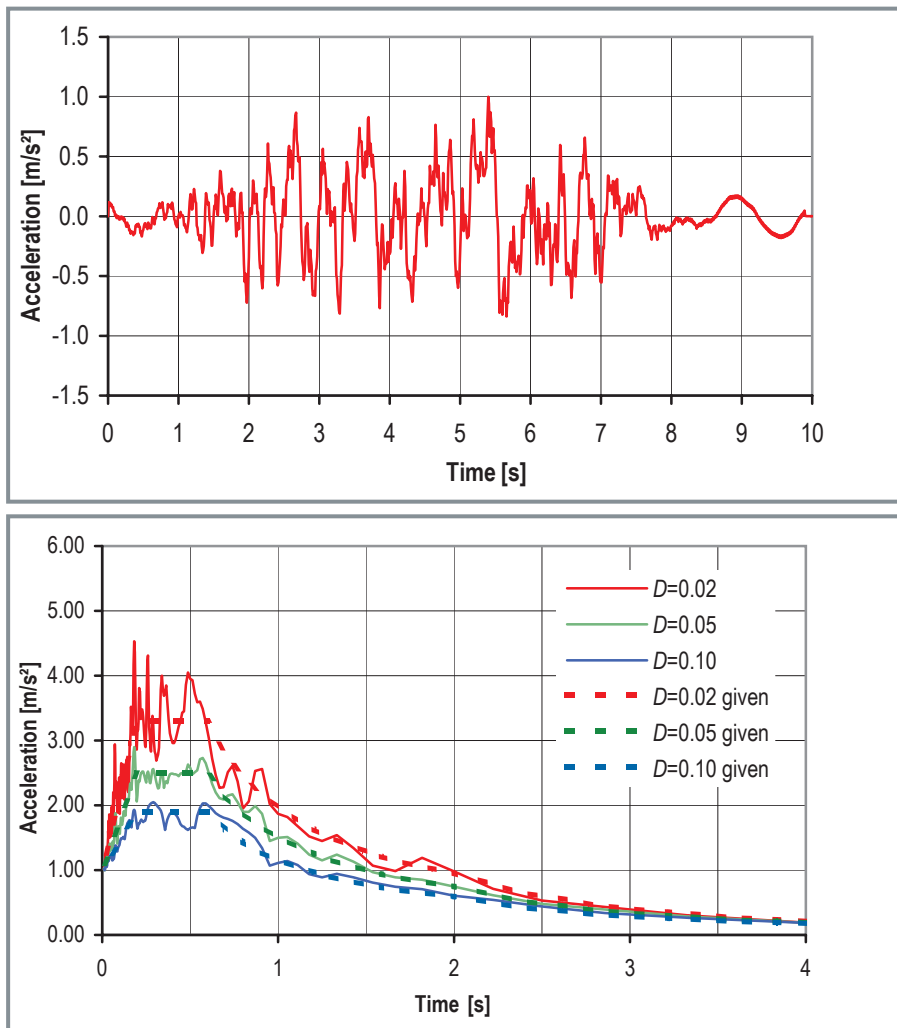 1.5
1.0
0.5
0.0
-0.5
-1.0
-1.5
Acceleration [m/s²]
0 1 2 3 4 5 6 7 8 9 10
Time [s]
6.00
5.00
4.00
3.00
2.00
1.00
0.00
Acceleration [m/s²]
D=0.02
D=0.05
D=0.10
D=0.02 given
D=0.05 given
D=0.10 given
0 1 2 3 4
Time [s]